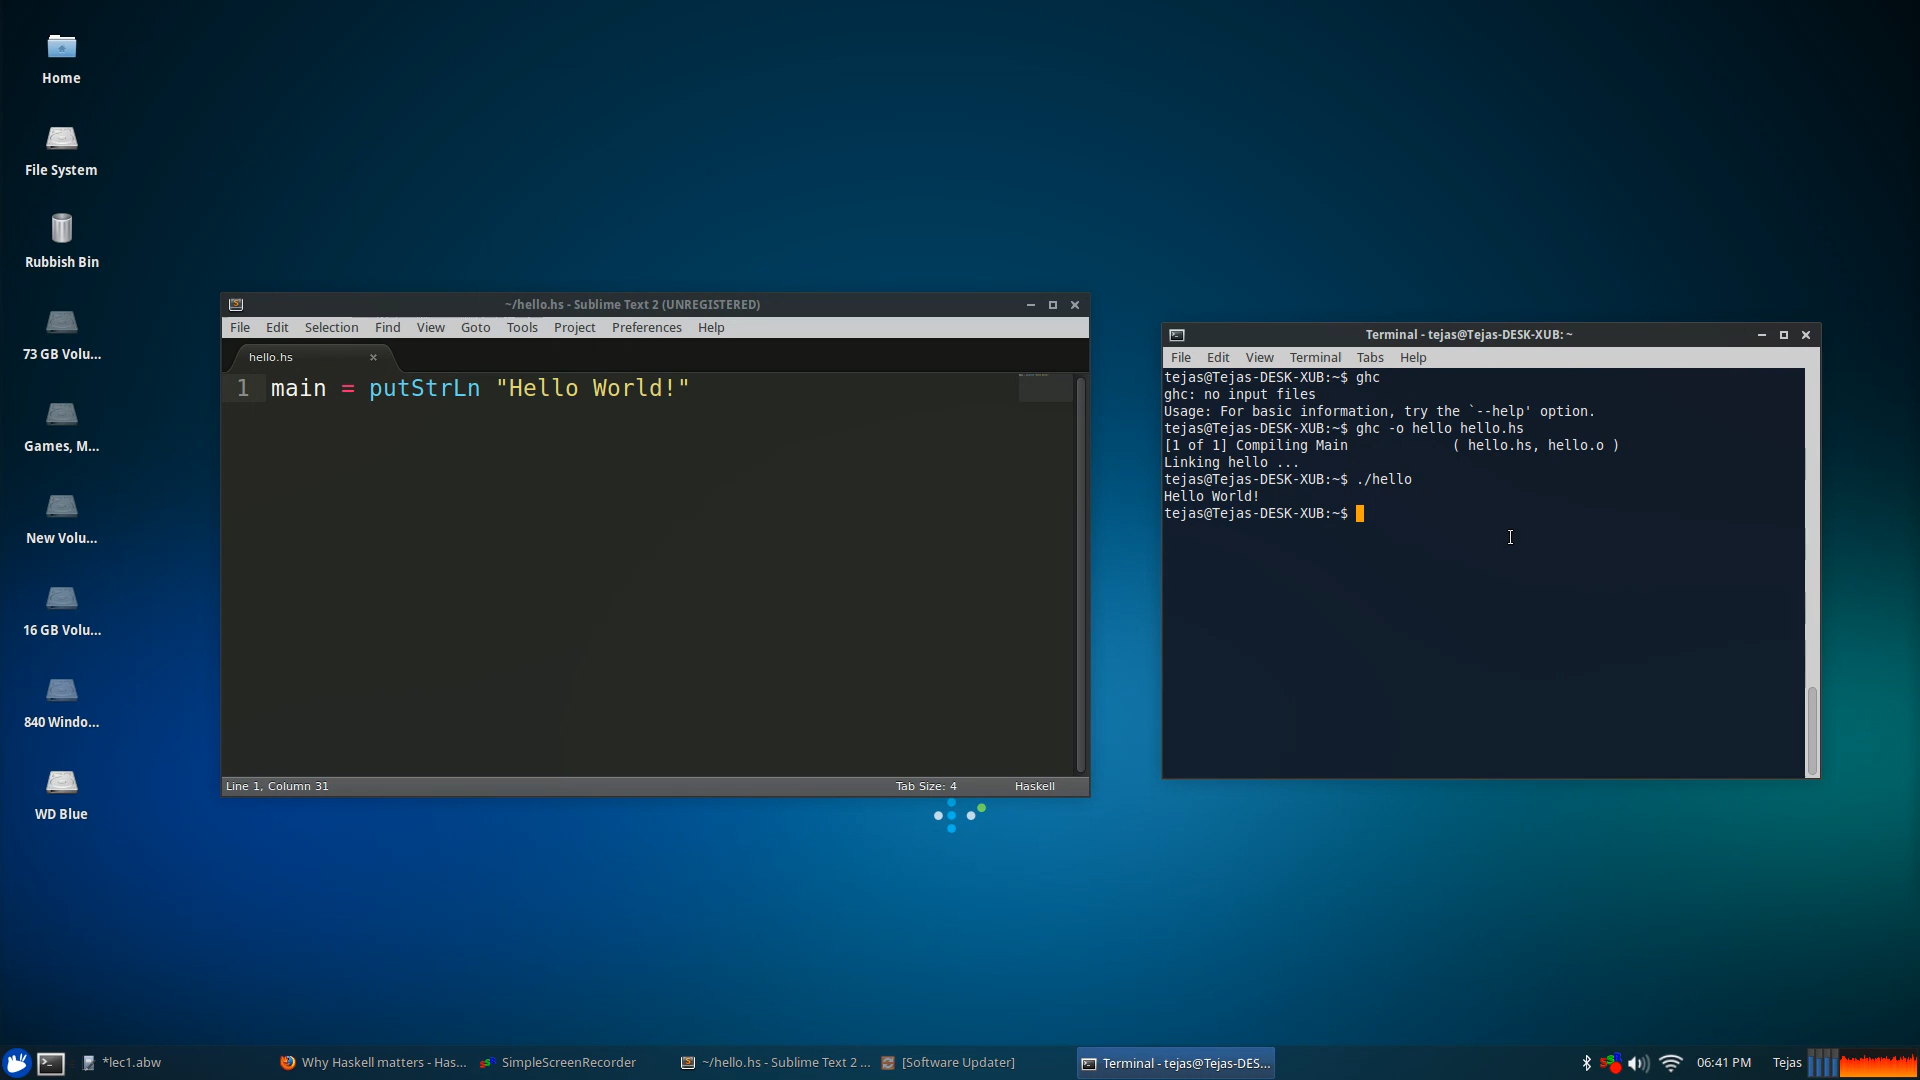 Home
File System
Rubbish Bin
73 GB Volu...
Games, M...
New Volu...
16 GB Volu...
840 Windo...
WD Blue
~/hello.hs - Sublime Text 2 (UNREGISTERED)
File Edit Selection Find View Goto Tools Project Preferences Help
hello.hs
1 main = putStrLn "Hello World!"
Line 1, Column 31 Tab Size: 4 Haskell
Terminal - tejas@Tejas-DESK-XUB: ~
File Edit View Terminal Tabs Help
tejas@Tejas-DESK-XUB:~$ ghc
ghc: no input files
Usage: For basic information, try the `--help' option.
tejas@Tejas-DESK-XUB:~$ ghc -o hello hello.hs
[1 of 1] Compiling Main             ( hello.hs, hello.o )
Linking hello ...
tejas@Tejas-DESK-XUB:~$ ./hello
Hello World!
tejas@Tejas-DESK-XUB:~$
*lec1.abw Why Haskell matters - Has... SimpleScreenRecorder ~/hello.hs - Sublime Text 2 ... [Software Updater] Terminal - tejas@Tejas-DES... 06:41 PM Tejas